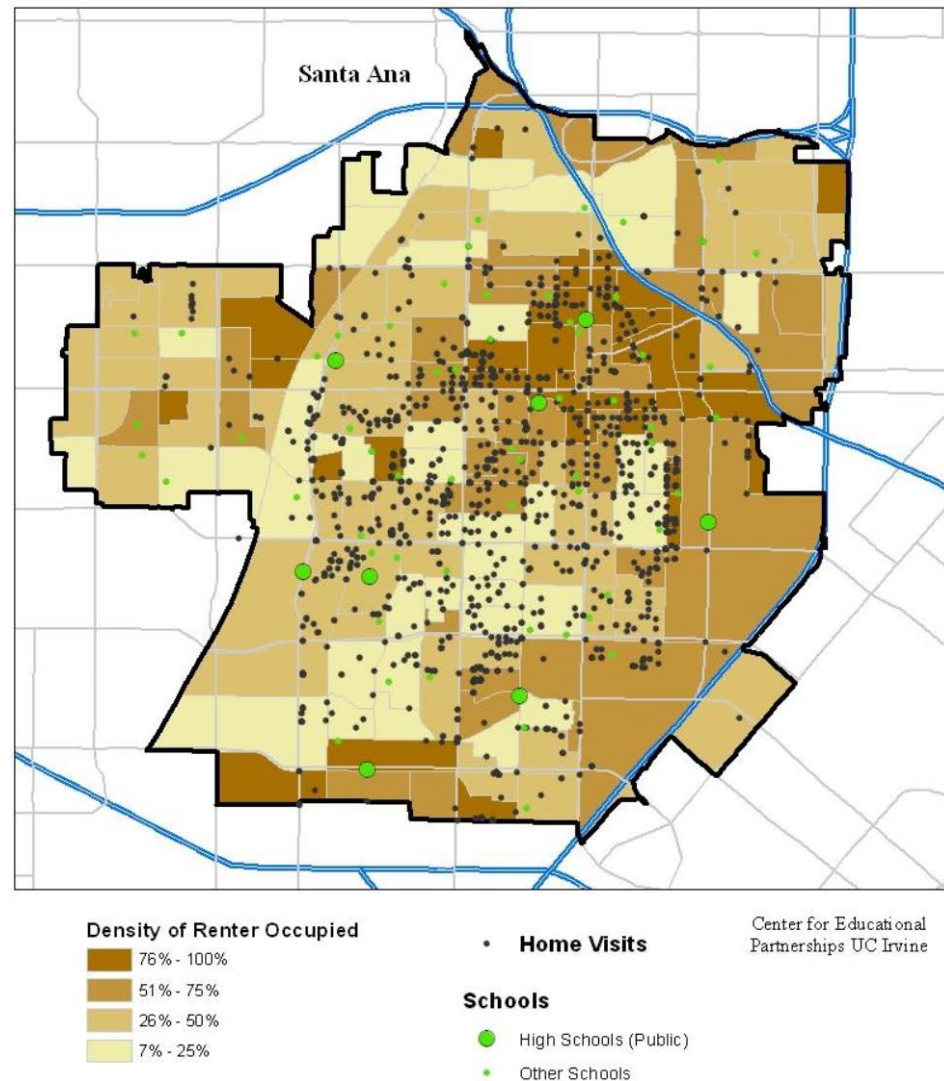 Santa Ana
Density of Renter Occupied
76% - 100%
51% - 75%
26% - 50%
7% - 25%
Home Visits
Schools
High Schools (Public)
Other Schools
Center for Educational
Partnerships UC Irvine